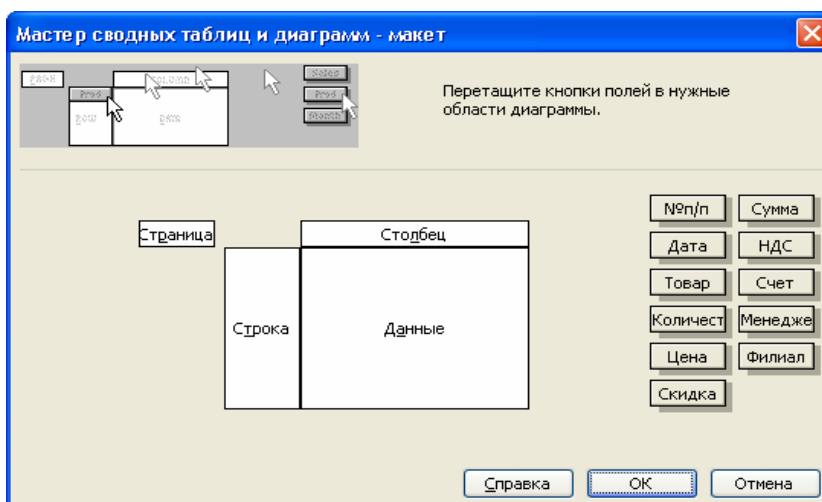 Мастер сводных таблиц и диаграмм - макет
Перетащите кнопки полей в нужные
области диаграммы.
Страница
Столбец
Строка
Данные
№п/п
Сумма
Дата
НДС
Товар
Счет
Количест
Менедже
Цена
Филиал
Скидка
Справка
ОК
Отмена